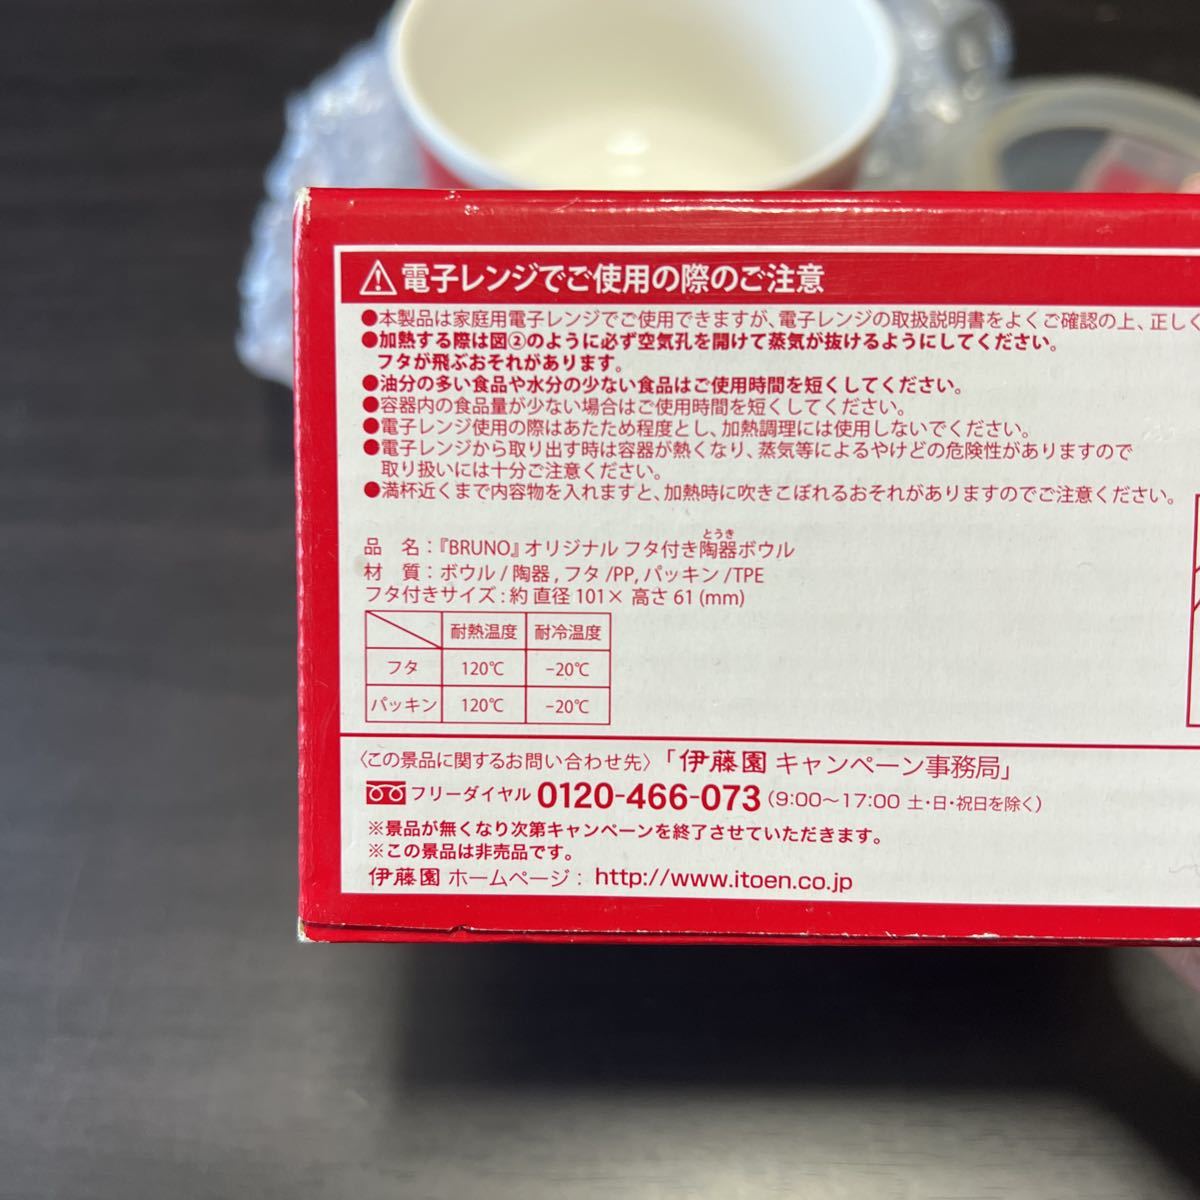 電子レンジでご使用の際のご注意
●本製品は家庭用電子レンジでご使用できますが、電子レンジの取扱説明書をよくご確認の上、正しく
●加熱する際は図②のように必ず空気孔を開けて蒸気が抜けるようにしてください。
フタが飛ぶおそれがあります。
●油分の多い食品や水分の少ない食品はご使用時間を短くしてください。
●容器内の食品量が少ない場合はご使用時間を短くしてください。
●電子レンジ使用の際はあたため程度とし、加熱調理には使用しないでください。
●電子レンジから取り出す時は容器が熱くなり、蒸気等によるやけどの危険性がありますので
取り扱いには十分ご注意ください。
●満杯近くまで内容物を入れますと、加熱時に吹きこぼれるおそれがありますのでご注意ください。
とうき
品 名:『BRUNO』オリジナル フタ付き陶器ボウル
材 質:ボウル/陶器,フタ/PP,パッキン/TPE
フタ付きサイズ:約 直径 101× 高さ 61 (mm)
耐熱温度 耐冷温度
フタ 120℃ −20℃
パッキン 120℃ −20℃
〈この景品に関するお問い合わせ先〉「伊藤園 キャンペーン事務局」
フリーダイヤル 0120-466-073 (9:00～17:00 土・日・祝日を除く)
※景品が無くなり次第キャンペーンを終了させていただきます。
※この景品は非売品です。
伊藤園 ホームページ: http://www.itoen.co.jp